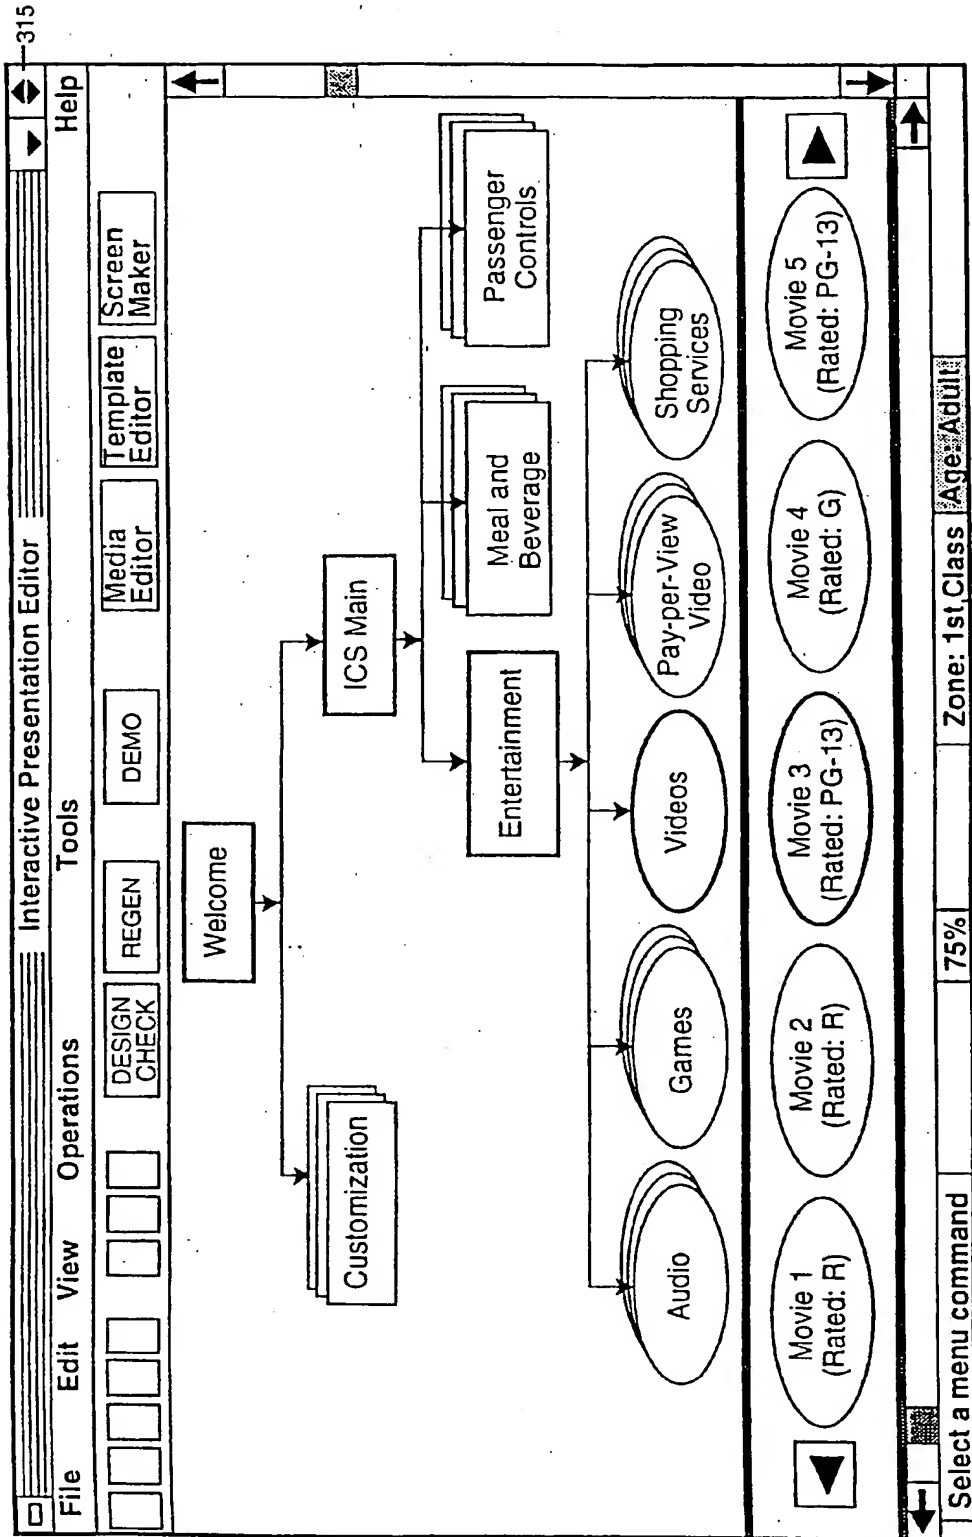 Interactive Presentation Editor
315
File Edit View Operations Tools Help
DESIGN
CHECK
REGEN
DEMO
Media
Editor
Template
Editor
Screen
Maker
Welcome
Customization
ICS Main
Entertainment
Meal and
Beverage
Passenger
Controls
Audio
Games
Videos
Pay-per-View
Video
Shopping
Services
Movie 1
(Rated: R)
Movie 2
(Rated: R)
Movie 3
(Rated: PG-13)
Movie 4
(Rated: G)
Movie 5
(Rated: PG-13)
Select a menu command 75% Zone: 1st Class Age: Adult